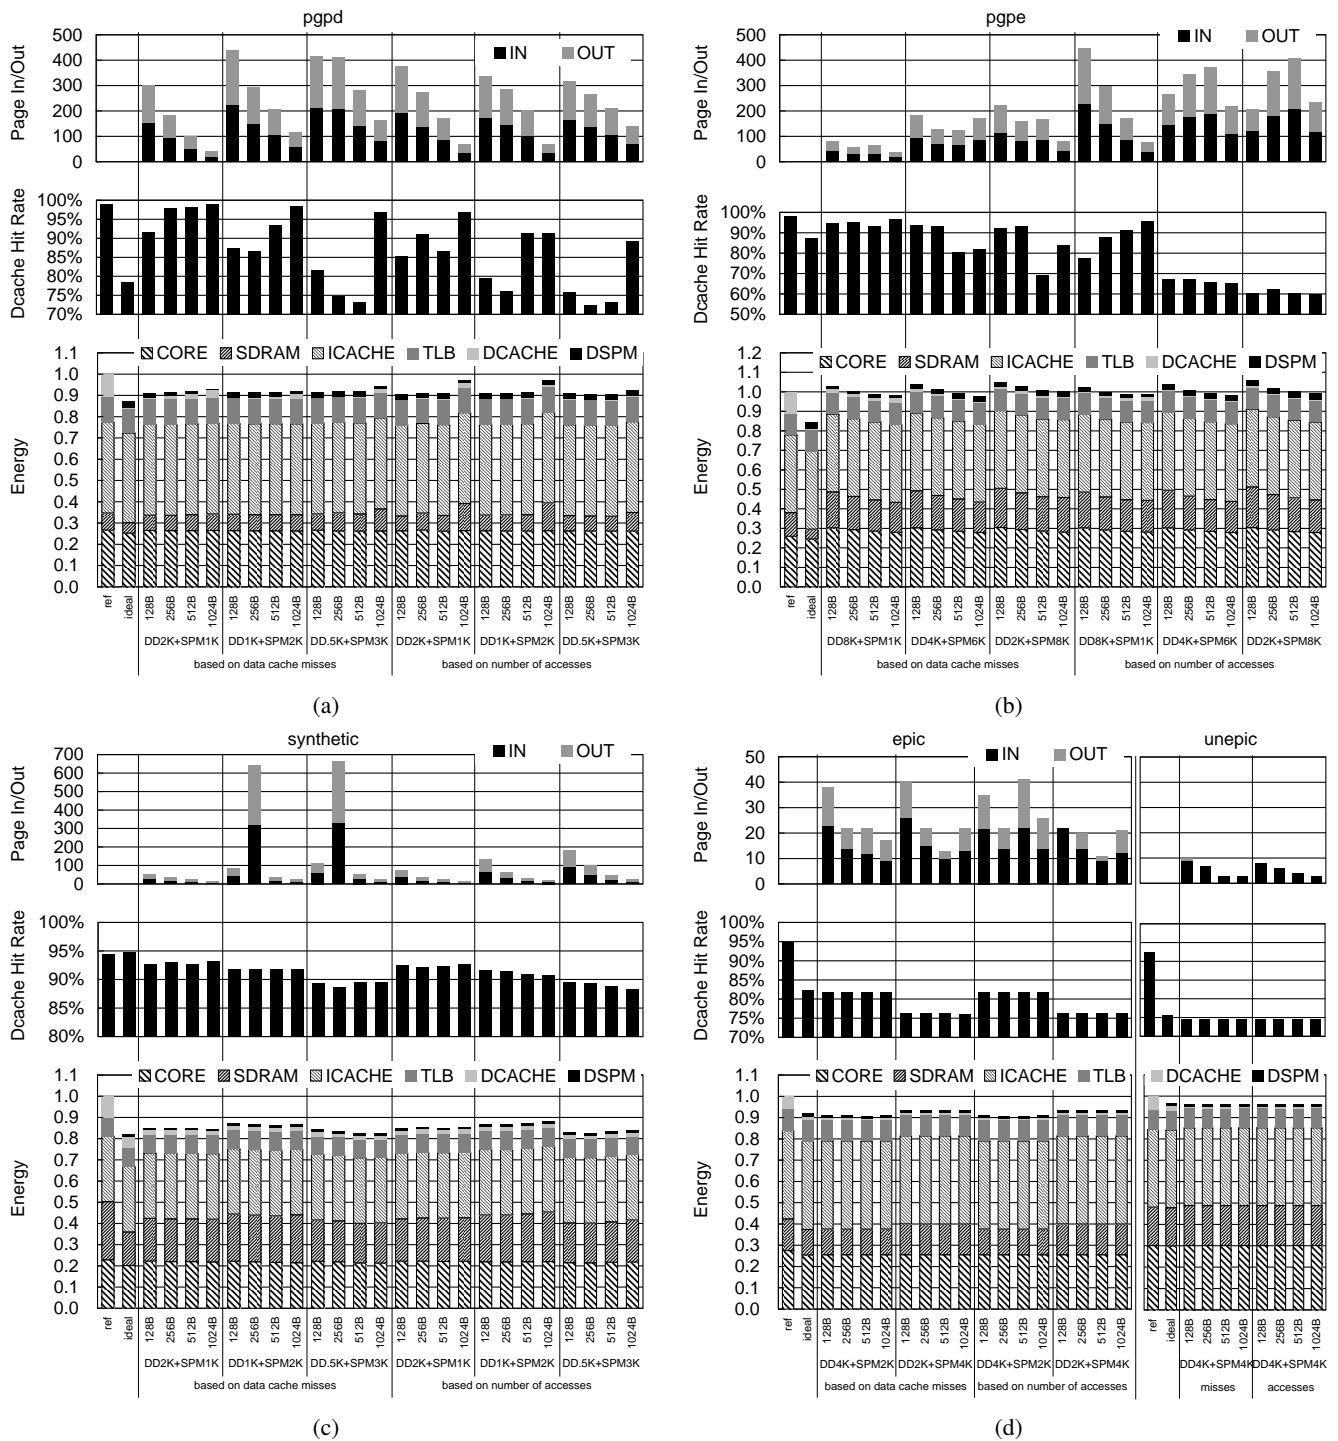 pgpd
IN OUT
Page In/Out
500
400
300
200
100
0
Dcache Hit Rate
100%
95%
90%
85%
80%
75%
70%
CORE SDRAM ICACHE TLB DCACHE DSPM
Energy
1.1
1.0
0.9
0.8
0.7
0.6
0.5
0.4
0.3
0.2
0.1
0.0
ref ideal 128B 256B 512B 1024B 128B 256B 512B 1024B 128B 256B 512B 1024B 128B 256B 512B 1024B 128B 256B 512B 1024B 128B 256B 512B 1024B
DD2K+SPM1K DD1K+SPM2K DD.5K+SPM3K DD2K+SPM1K DD1K+SPM2K DD.5K+SPM3K
based on data cache misses based on number of accesses
(a)
pgpe
IN OUT
Page In/Out
500
400
300
200
100
0
Dcache Hit Rate
100%
90%
80%
70%
60%
50%
CORE SDRAM ICACHE TLB DCACHE DSPM
Energy
1.2
1.1
1.0
0.9
0.8
0.7
0.6
0.5
0.4
0.3
0.2
0.1
0.0
ref ideal 128B 256B 512B 1024B 128B 256B 512B 1024B 128B 256B 512B 1024B 128B 256B 512B 1024B 128B 256B 512B 1024B 128B 256B 512B 1024B
DD8K+SPM1K DD4K+SPM6K DD2K+SPM8K DD8K+SPM1K DD4K+SPM6K DD2K+SPM8K
based on data cache misses based on number of accesses
(b)
synthetic
IN OUT
Page In/Out
700
600
500
400
300
200
100
0
Dcache Hit Rate
100%
95%
90%
85%
80%
CORE SDRAM ICACHE TLB DCACHE DSPM
Energy
1.1
1.0
0.9
0.8
0.7
0.6
0.5
0.4
0.3
0.2
0.1
0.0
ref ideal 128B 256B 512B 1024B 128B 256B 512B 1024B 128B 256B 512B 1024B 128B 256B 512B 1024B 128B 256B 512B 1024B 128B 256B 512B 1024B
DD2K+SPM1K DD1K+SPM2K DD.5K+SPM3K DD2K+SPM1K DD1K+SPM2K DD.5K+SPM3K
based on data cache misses based on number of accesses
(c)
epic unepic
IN OUT
Page In/Out
50
40
30
20
10
0
Dcache Hit Rate
100%
95%
90%
85%
80%
75%
70%
CORE SDRAM ICACHE TLB DCACHE DSPM
Energy
1.1
1.0
0.9
0.8
0.7
0.6
0.5
0.4
0.3
0.2
0.1
0.0
ref ideal 128B 256B 512B 1024B 128B 256B 512B 1024B 128B 256B 512B 1024B 128B 256B 512B 1024B ref ideal 128B 256B 512B 1024B 128B 256B 512B 1024B
DD4K+SPM2K DD2K+SPM4K DD4K+SPM2K DD2K+SPM4K DD4K+SPM4K DD4K+SPM4K
based on data cache misses based on number of accesses misses accesses
(d)